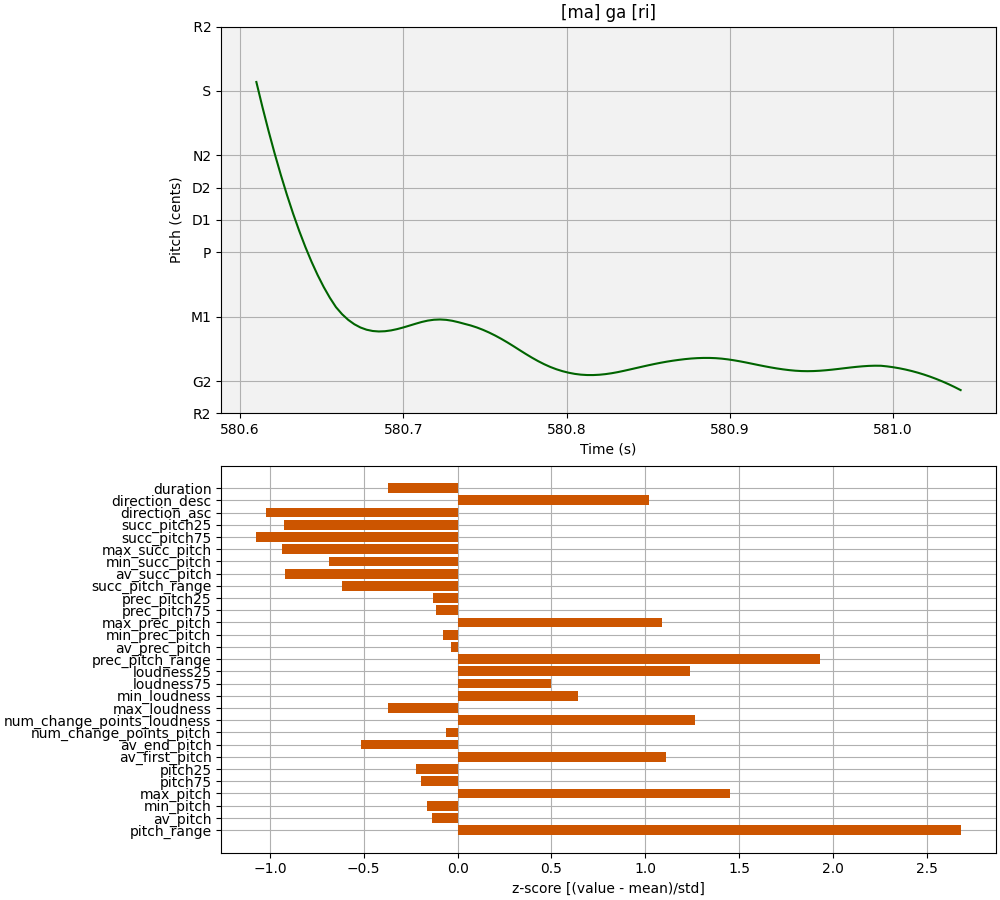 [ma] ga [ri]
R2
S
N2
D2
D1
P
M1
G2
R2
Pitch (cents)
580.6 580.7 580.8 580.9 581.0
Time (s)
duration
direction_desc
direction_asc
succ_pitch25
succ_pitch75
max_succ_pitch
min_succ_pitch
av_succ_pitch
succ_pitch_range
prec_pitch25
prec_pitch75
max_prec_pitch
min_prec_pitch
av_prec_pitch
prec_pitch_range
loudness25
loudness75
min_loudness
max_loudness
num_change_points_loudness
num_change_points_pitch
av_end_pitch
av_first_pitch
pitch25
pitch75
max_pitch
min_pitch
av_pitch
pitch_range
−1.0 −0.5 0.0 0.5 1.0 1.5 2.0 2.5
z-score [(value - mean)/std]